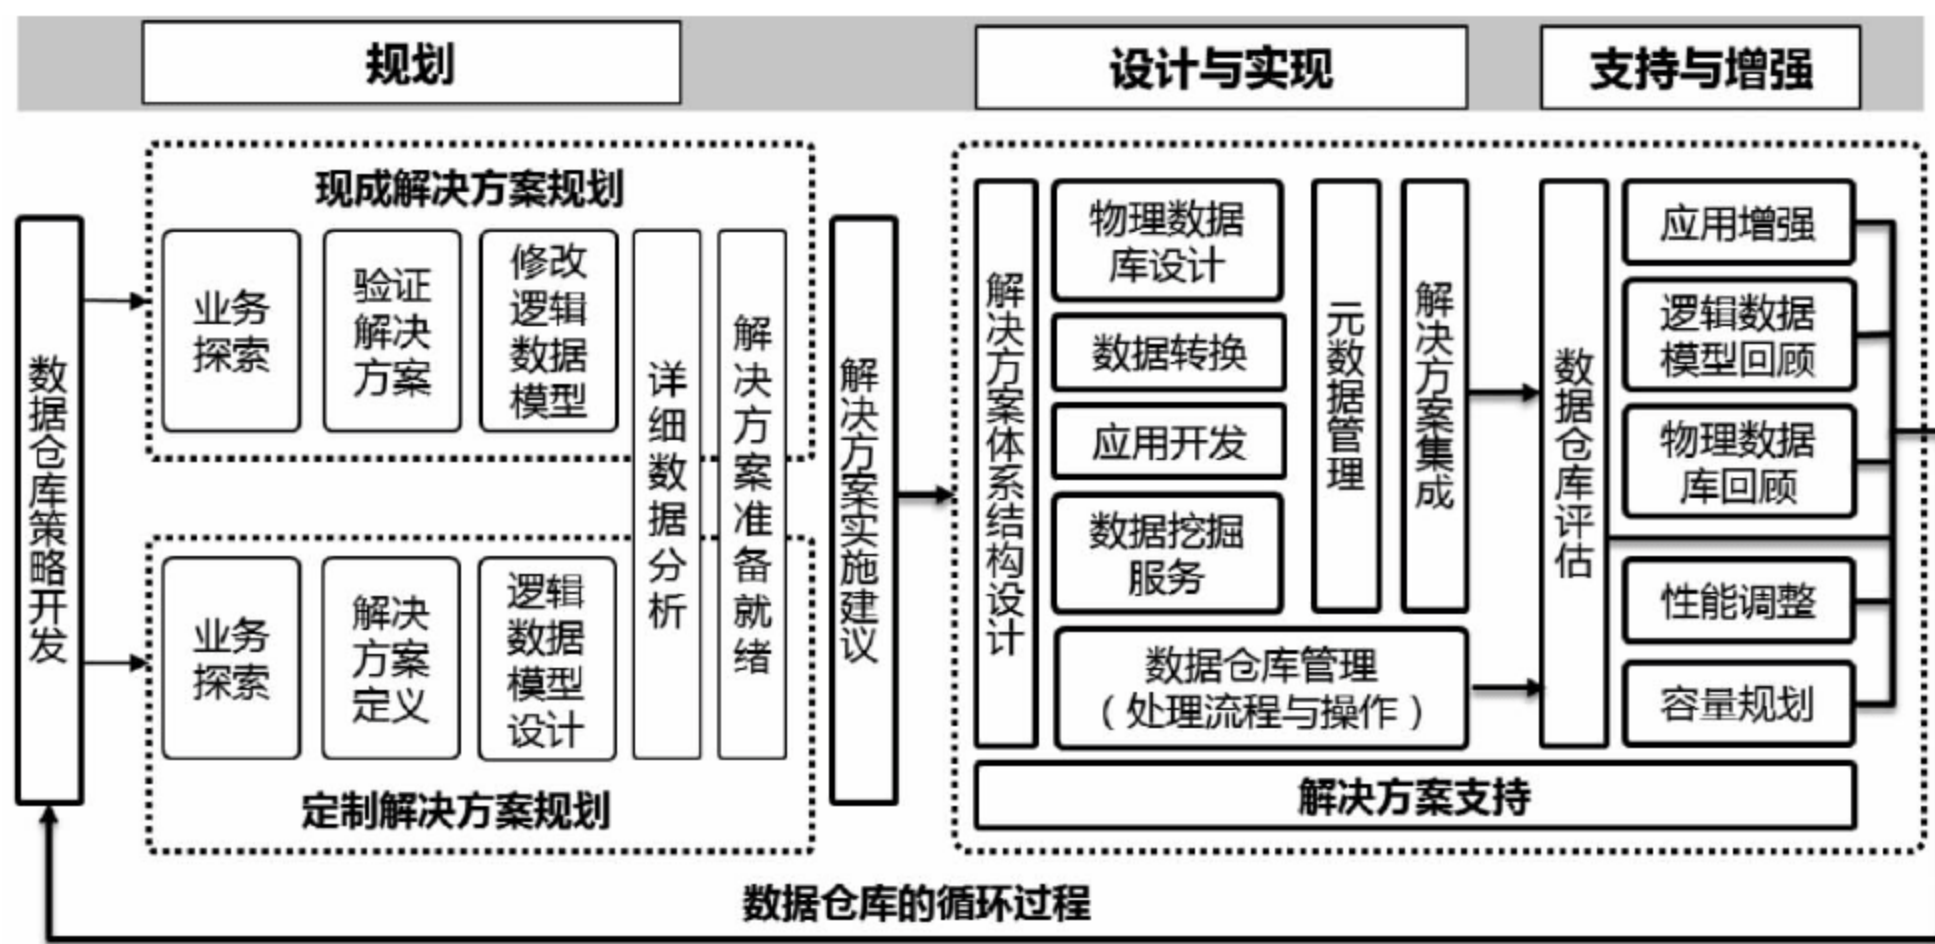 规划
设计与实现
支持与增强
数据仓库策略开发
现成解决方案规划
业务
探索
验证
解决
方案
修改
逻辑
数据
模型
详细数据分析
解决方案准备就绪
业务
探索
解决
方案
定义
逻辑
数据
模型
设计
定制解决方案规划
解决方案实施建议
解决方案体系结构设计
物理数据
库设计
数据转换
应用开发
数据挖掘
服务
元数据管理
解决方案集成
数据仓库管理
（处理流程与操作）
数据仓库评估
应用增强
逻辑数据
模型回顾
物理数据
库回顾
性能调整
容量规划
解决方案支持
数据仓库的循环过程